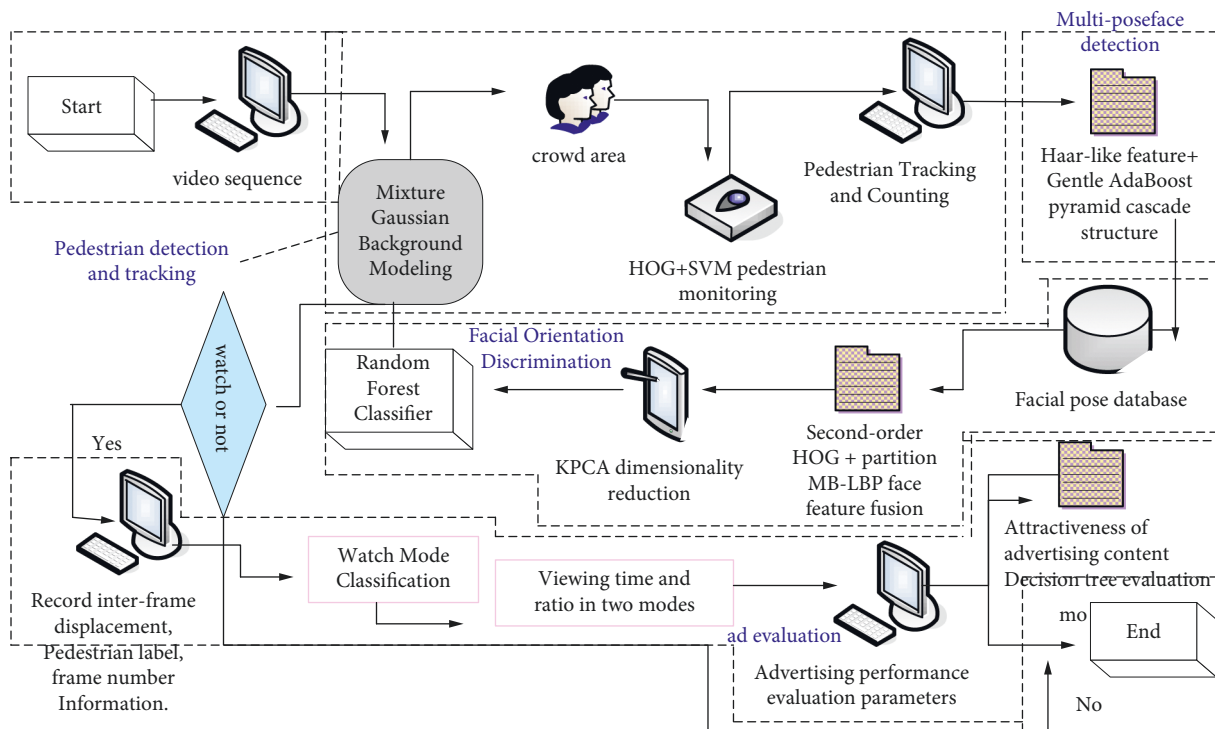 Multi-poseface
detection
Start
video sequence
crowd area
Pedestrian Tracking
and Counting
Haar-like feature+
Gentle AdaBoost
pyramid cascade
structure
Mixture
Gaussian
Background
Modeling
HOG+SVM pedestrian
monitoring
Pedestrian detection
and tracking
watch or not
Facial Orientation
Discrimination
Random
Forest
Classifier
KPCA dimensionality
reduction
Second-order
HOG + partition
MB-LBP face
feature fusion
Facial pose database
Yes
Record inter-frame
displacement,
Pedestrian label,
frame number
Information.
Watch Mode
Classification
Viewing time and
ratio in two modes
ad evaluation
Advertising performance
evaluation parameters
Attractiveness of
advertising content
Decision tree evaluation
mo
End
No